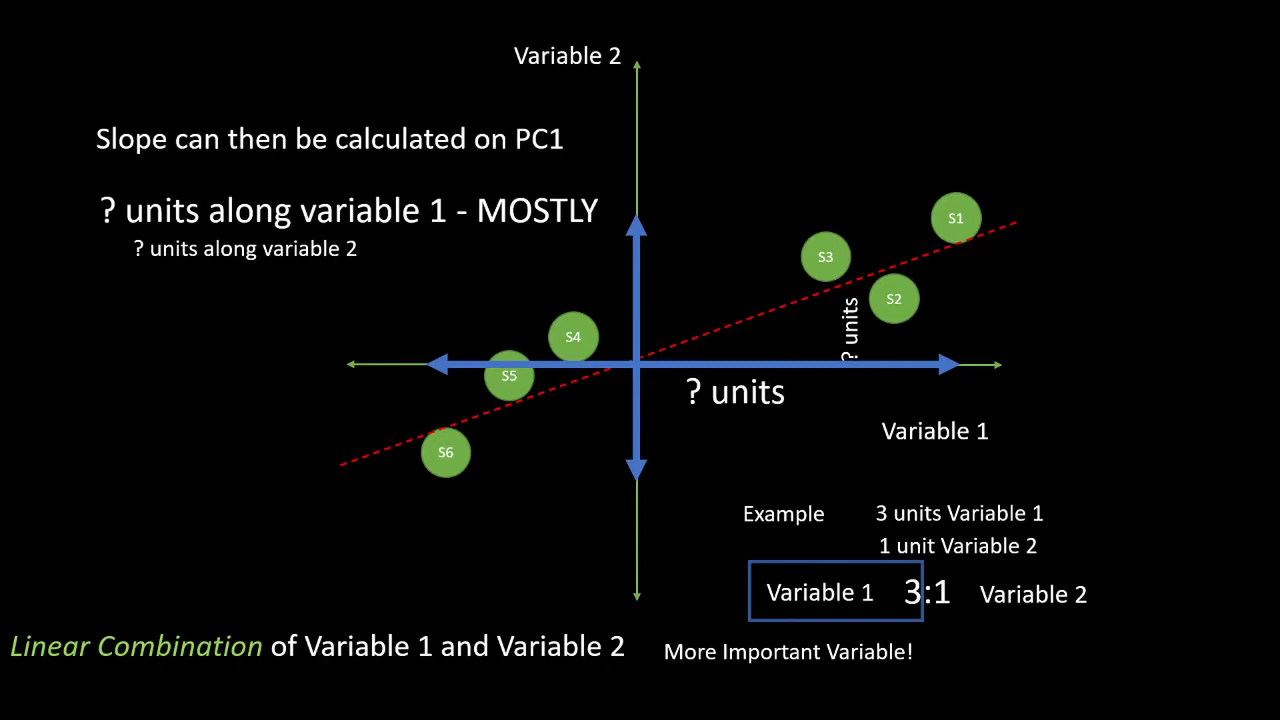 Variable 2
Slope can then be calculated on PC1
? units along variable 1 - MOSTLY
? units along variable 2
S1
S3
S2
? units
S4
S5
? units
Variable 1
S6
Example
3 units Variable 1
1 unit Variable 2
Variable 1 3:1 Variable 2
Linear Combination of Variable 1 and Variable 2
More Important Variable!